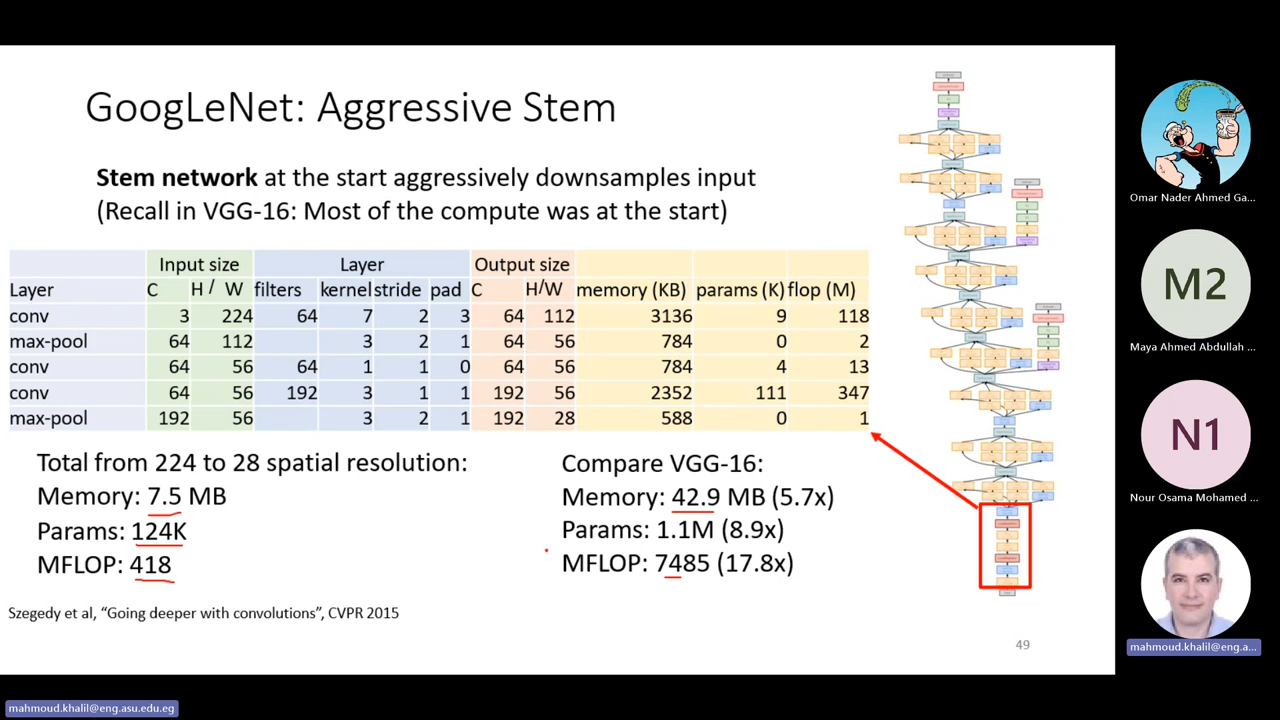 GoogLeNet: Aggressive Stem
Stem network at the start aggressively downsamples input
(Recall in VGG-16: Most of the compute was at the start)
Input size Layer Output size
Layer C H / W filters kernel stride pad C H/W memory (KB) params (K) flop (M)
conv 3 224 64 7 2 3 64 112 3136 9 118
max-pool 64 112 3 2 1 64 56 784 0 2
conv 64 56 64 1 1 0 64 56 784 4 13
conv 64 56 192 3 1 1 192 56 2352 111 347
max-pool 192 56 3 2 1 192 28 588 0 1
Total from 224 to 28 spatial resolution:
Memory: 7.5 MB
Params: 124K
MFLOP: 418
Compare VGG-16:
Memory: 42.9 MB (5.7x)
Params: 1.1M (8.9x)
MFLOP: 7485 (17.8x)
Szegedy et al, “Going deeper with convolutions”, CVPR 2015
49
Omar Nader Ahmed Ga...
M2
Maya Ahmed Abdullah ...
N1
Nour Osama Mohamed ...
mahmoud.khalil@eng.a...
mahmoud.khalil@eng.asu.edu.eg